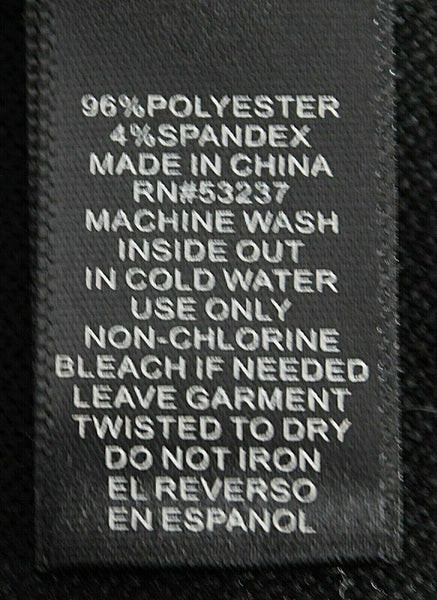 96%POLYESTER
4%SPANDEX
MADE IN CHINA
RN#53237
MACHINE WASH
INSIDE OUT
IN COLD WATER
USE ONLY
NON-CHLORINE
BLEACH IF NEEDED
LEAVE GARMENT
TWISTED TO DRY
DO NOT IRON
EL REVERSO
EN ESPANOL